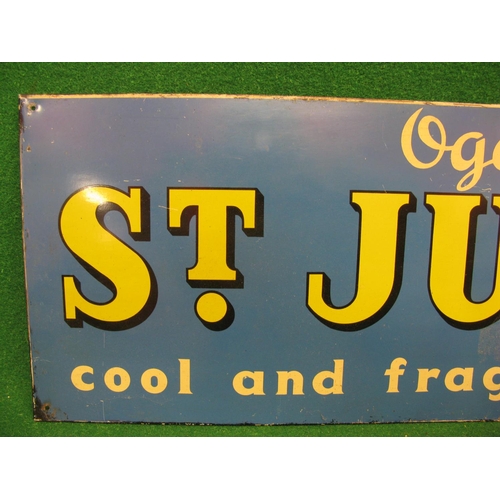 Og
ST. JU
cool and frag